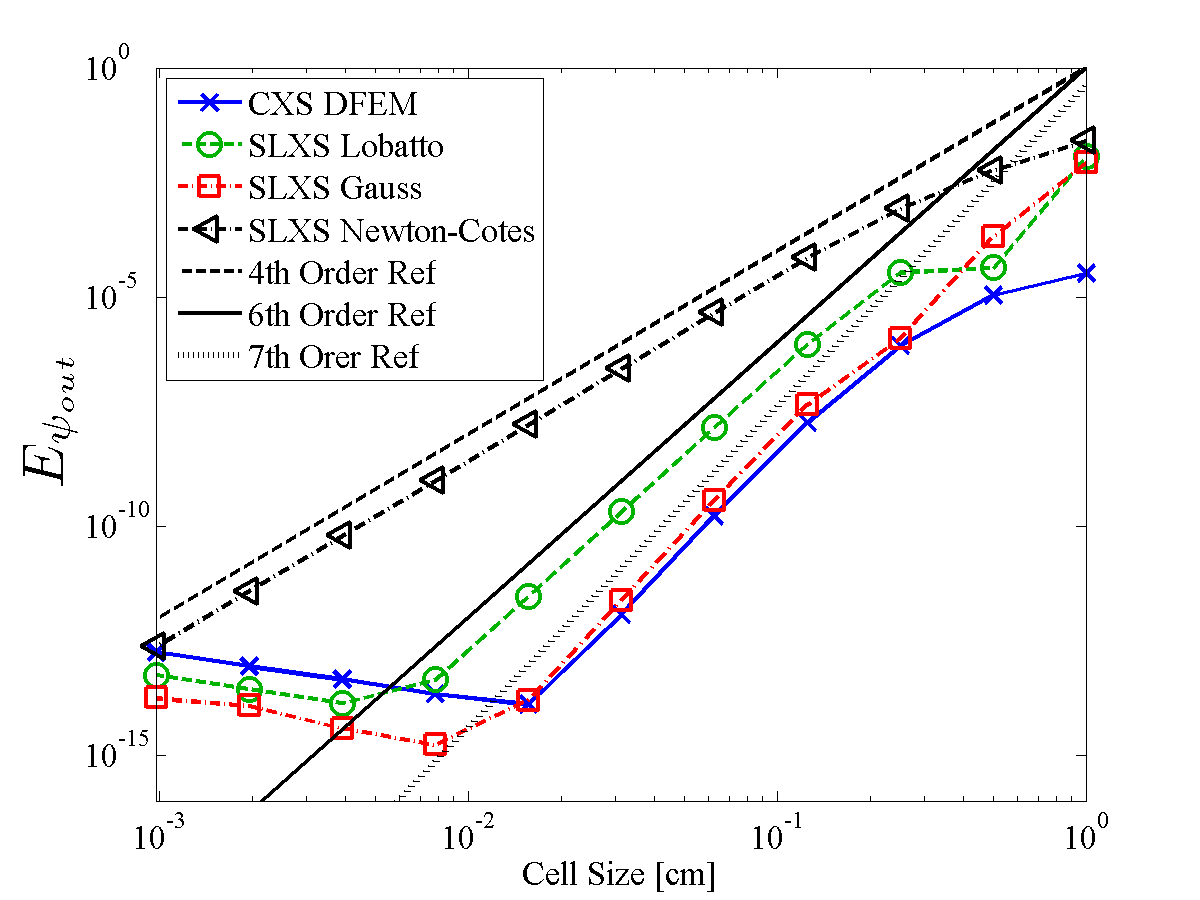 10^0
CXS DFEM
SLXS Lobatto
SLXS Gauss
SLXS Newton-Cotes
4th Order Ref
6th Order Ref
7th Orer Ref
10^-5
E_ψ_out
10^-10
10^-15
10^-3 10^-2 10^-1 10^0
Cell Size [cm]